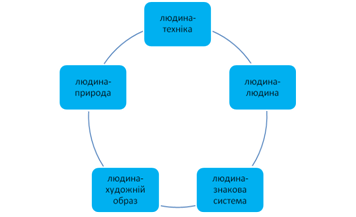 людина-
техніка
людина-
людина
людина-
знакова
система
людина-
художній
образ
людина-
природа